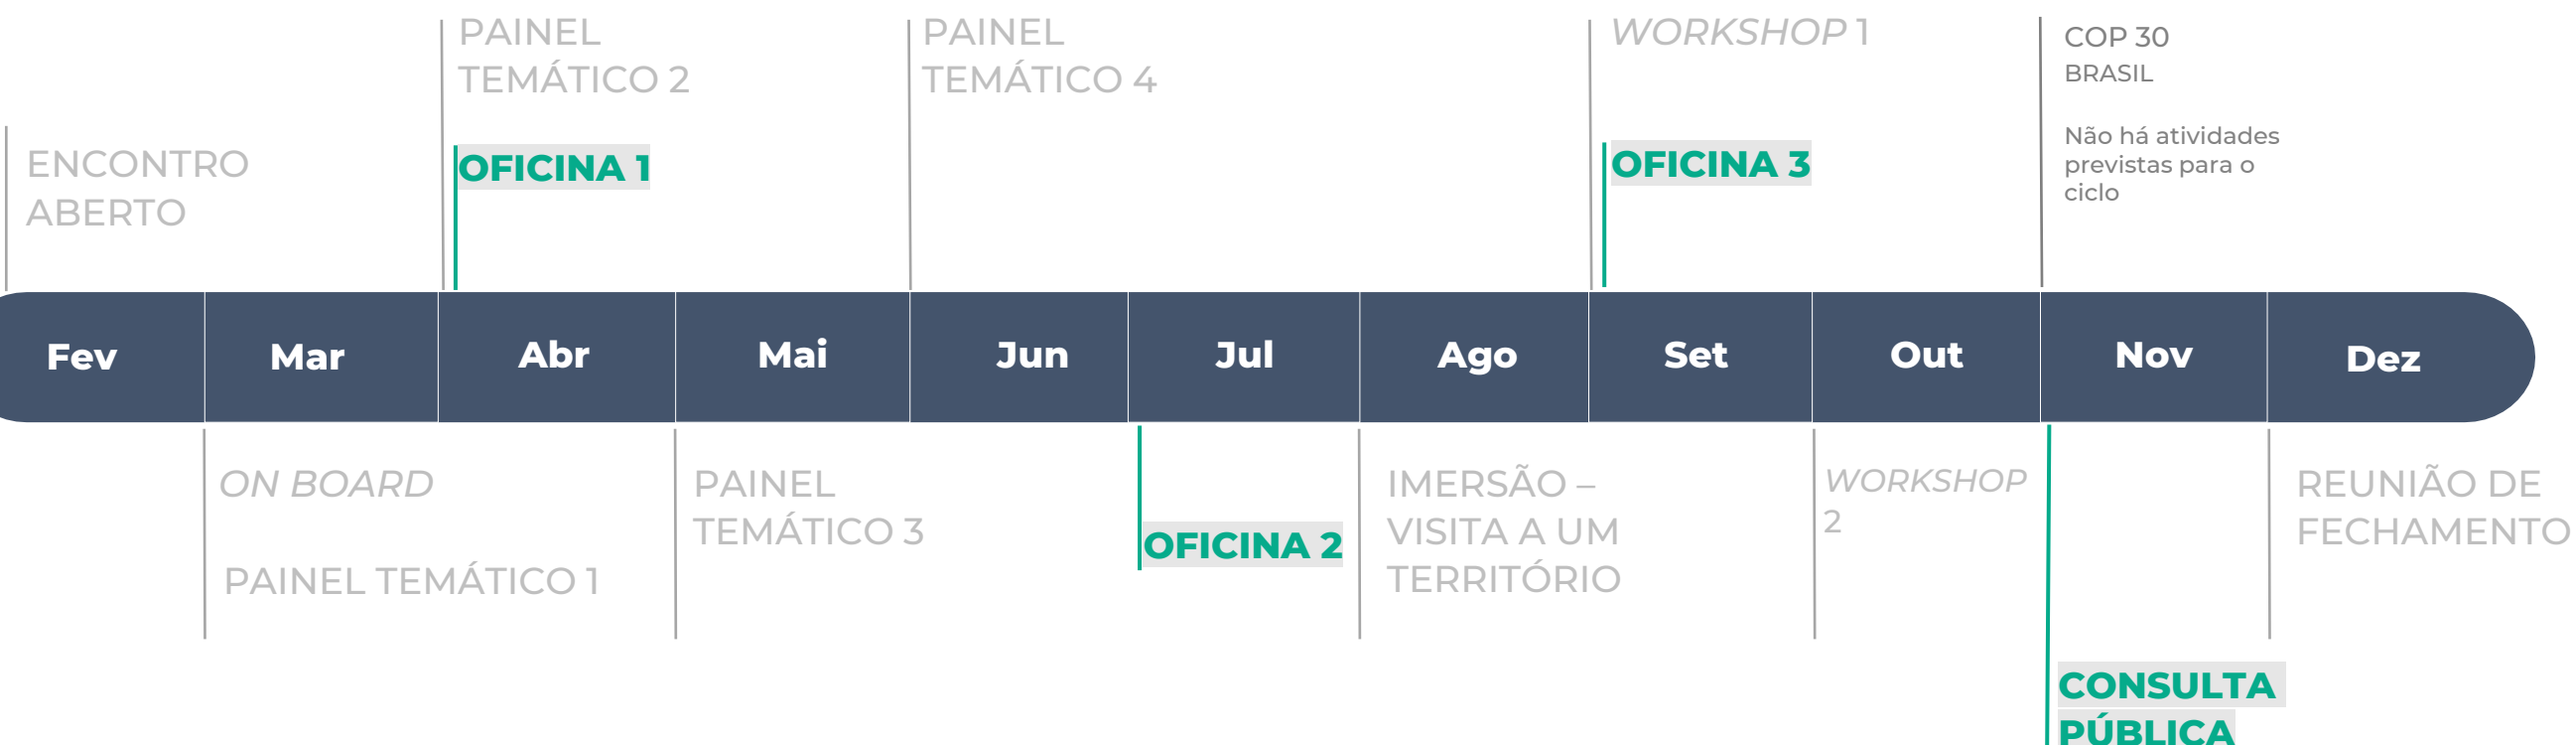 PAINEL
TEMÁTICO 2
PAINEL
TEMÁTICO 4
WORKSHOP 1
COP 30
BRASIL
Não há atividades
previstas para o
ciclo
ENCONTRO
ABERTO
OFICINA 1
OFICINA 3
Fev
Mar
Abr
Mai
Jun
Jul
Ago
Set
Out
Nov
Dez
ON BOARD
PAINEL TEMÁTICO 1
PAINEL
TEMÁTICO 3
OFICINA 2
IMERSÃO –
VISITA A UM
TERRITÓRIO
WORKSHOP
2
REUNIÃO DE
FECHAMENTO
CONSULTA
PÚBLICA